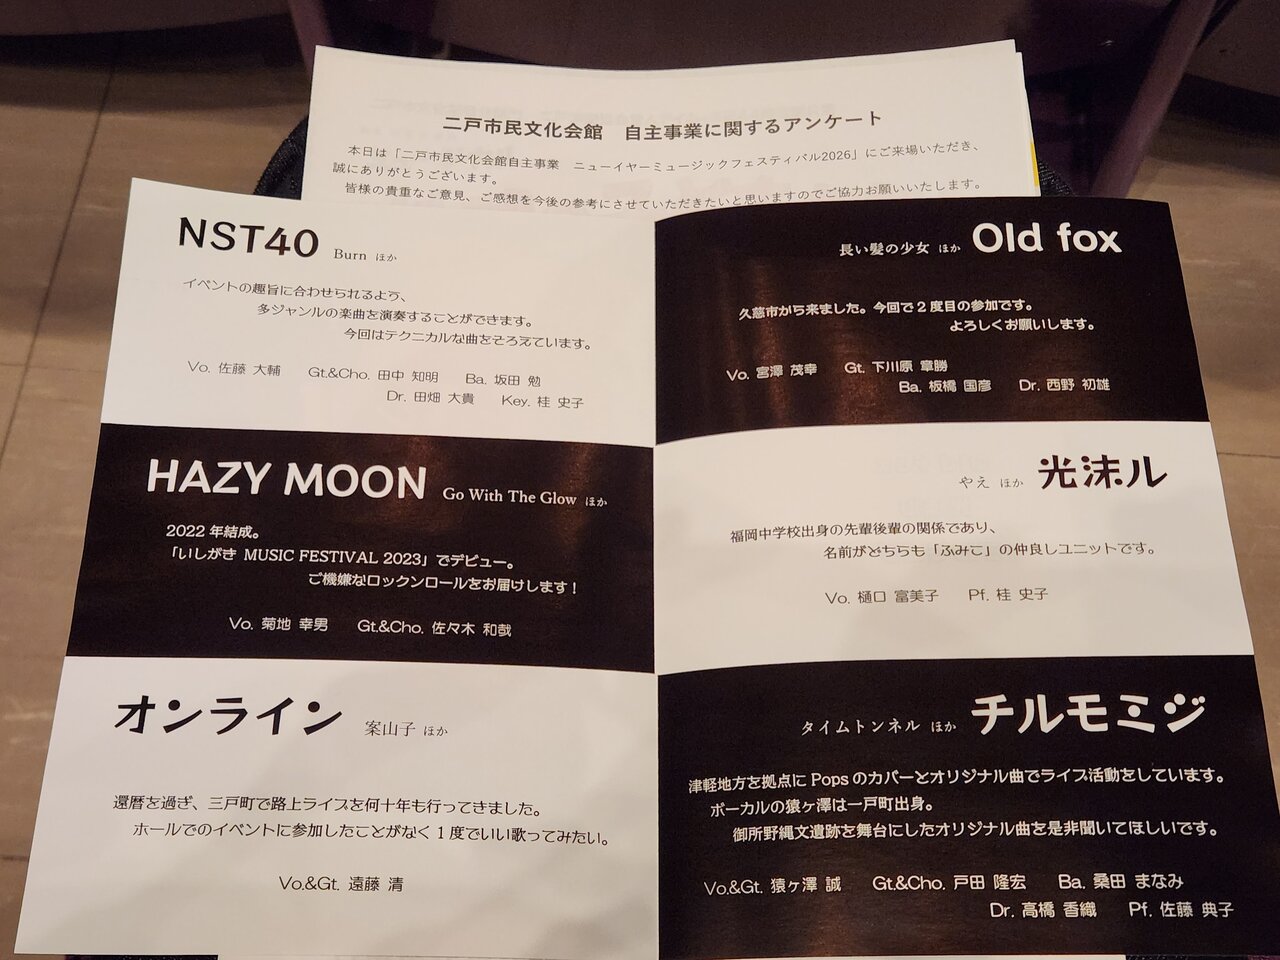 二戸市民文化会館　自主事業に関するアンケート
本日は「二戸市民文化会館自主事業　ニューイヤーミュージックフェスティバル2026」にご来場いただき、
誠にありがとうございます。
皆様の貴重なご意見、ご感想を今後の参考にさせていただきたいと思いますのでご協力お願いいたします。
NST40 Burn ほか
イベントの趣旨に合わせられるよう、
多ジャンルの楽曲を演奏することができます。
今回はテクニカルな曲をそろえています。
Vo. 佐藤 大輔　Gt.&Cho. 田中 知明　Ba. 坂田 勉
Dr. 田畑 大貴　Key. 桂 史子
HAZY MOON Go With The Glow ほか
2022 年結成。
「いしがき MUSIC FESTIVAL 2023」でデビュー。
ご機嫌なロックンロールをお届けします！
Vo. 菊地 幸男　Gt.&Cho. 佐々木 和哉
オンライン 案山子 ほか
還暦を過ぎ、三戸町で路上ライブを何十年も行ってきました。
ホールでのイベントに参加したことがなく 1 度でいい歌ってみたい。
Vo.&Gt. 遠藤 清
長い髪の少女 ほか Old fox
久慈市から来ました。今回で 2 度目の参加です。
よろしくお願いします。
Vo. 宮澤 茂幸　Gt. 下川原 章勝
Ba. 板橋 国彦　Dr. 西野 初雄
やえ ほか 光沫ル
福岡中学校出身の先輩後輩の関係であり、
名前がどちらも「ふみこ」の仲良しユニットです。
Vo. 樋口 富美子　Pf. 桂 史子
タイムトンネル ほか チルモミジ
津軽地方を拠点に Pops のカバーとオリジナル曲でライブ活動をしています。
ボーカルの猿ヶ澤は一戸町出身。
御所野縄文遺跡を舞台にしたオリジナル曲を是非聞いてほしいです。
Vo.&Gt. 猿ヶ澤 誠　Gt.&Cho. 戸田 隆宏　Ba. 桑田 まなみ
Dr. 高橋 香織　Pf. 佐藤 典子